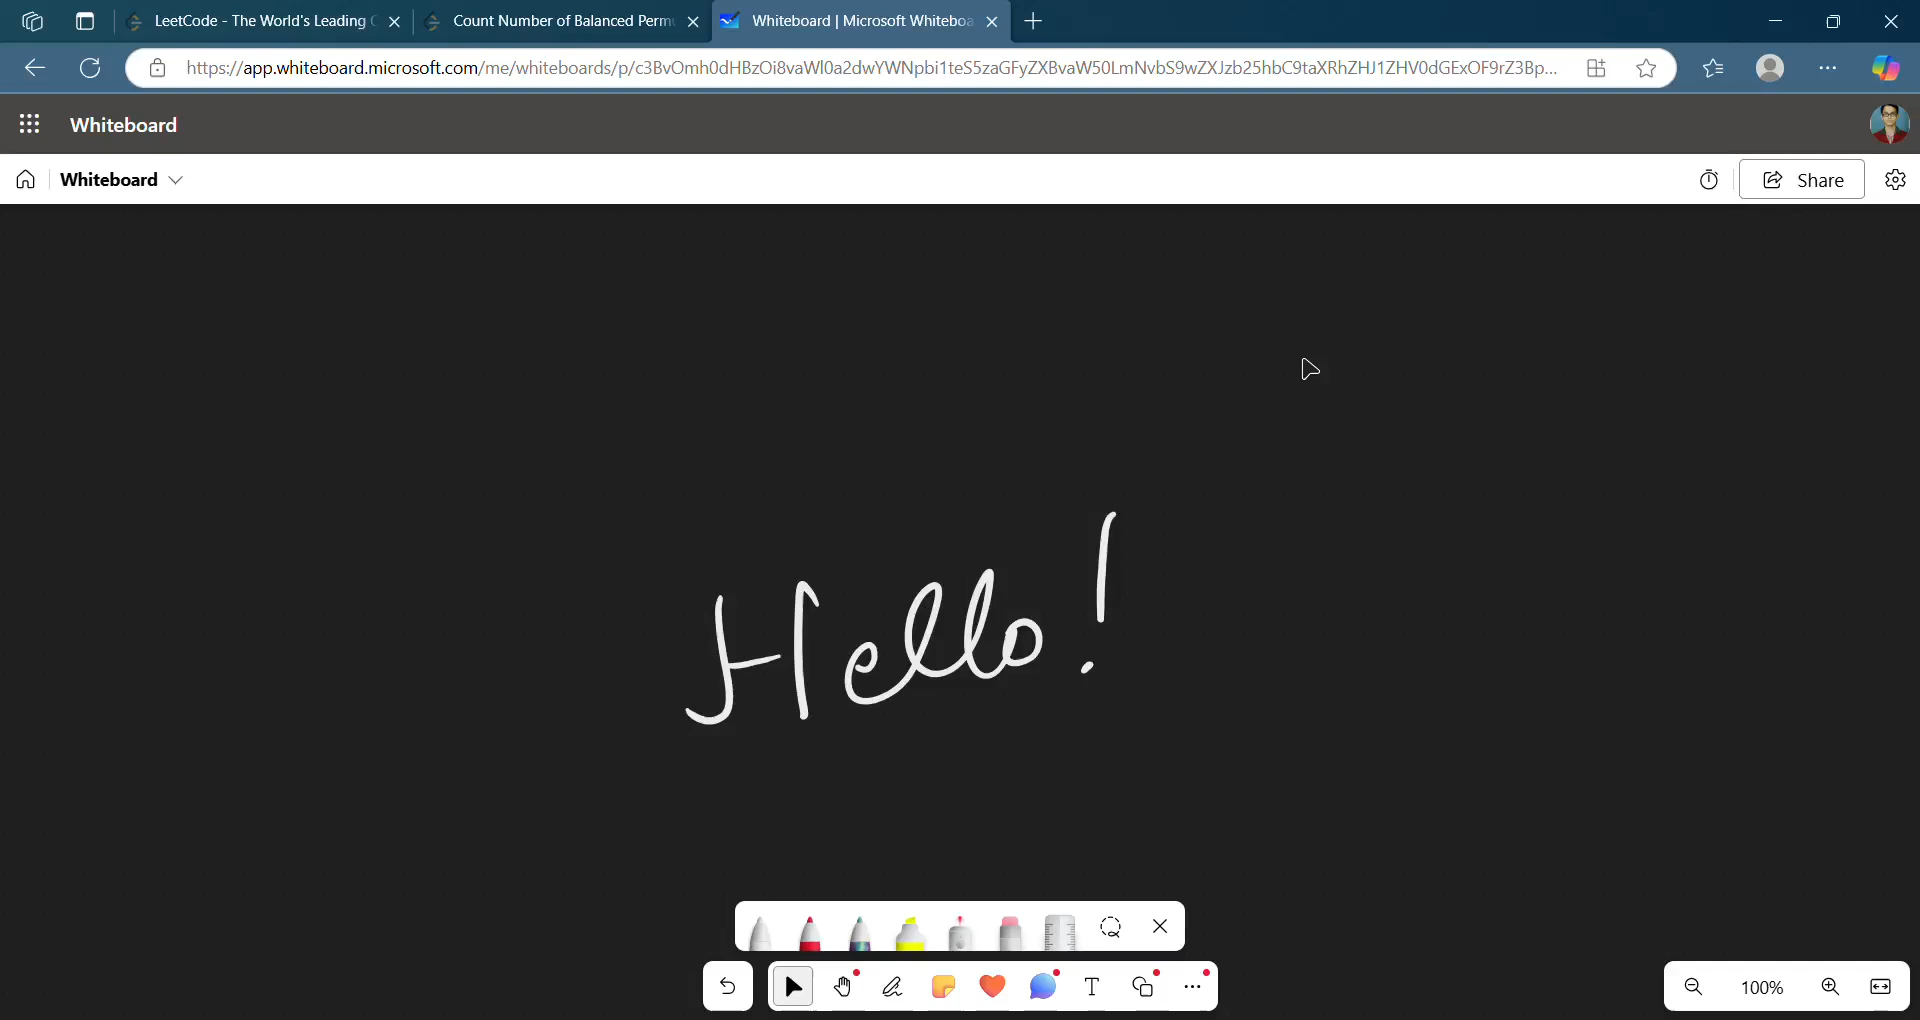 LeetCode - The World's Leading
Count Number of Balanced Perm
Whiteboard | Microsoft Whiteboa
https://app.whiteboard.microsoft.com/me/whiteboards/p/c3BvOmh0dHBzOi8vaWl0a2dwYWNpbi1teS5zaGFyZXBvaW50LmNvbS9wZXJzb25hbC9taXRhZHJ1ZHV0dGExOF9rZ3Bp...
Whiteboard
Whiteboard
Share
Hello!
T
100%